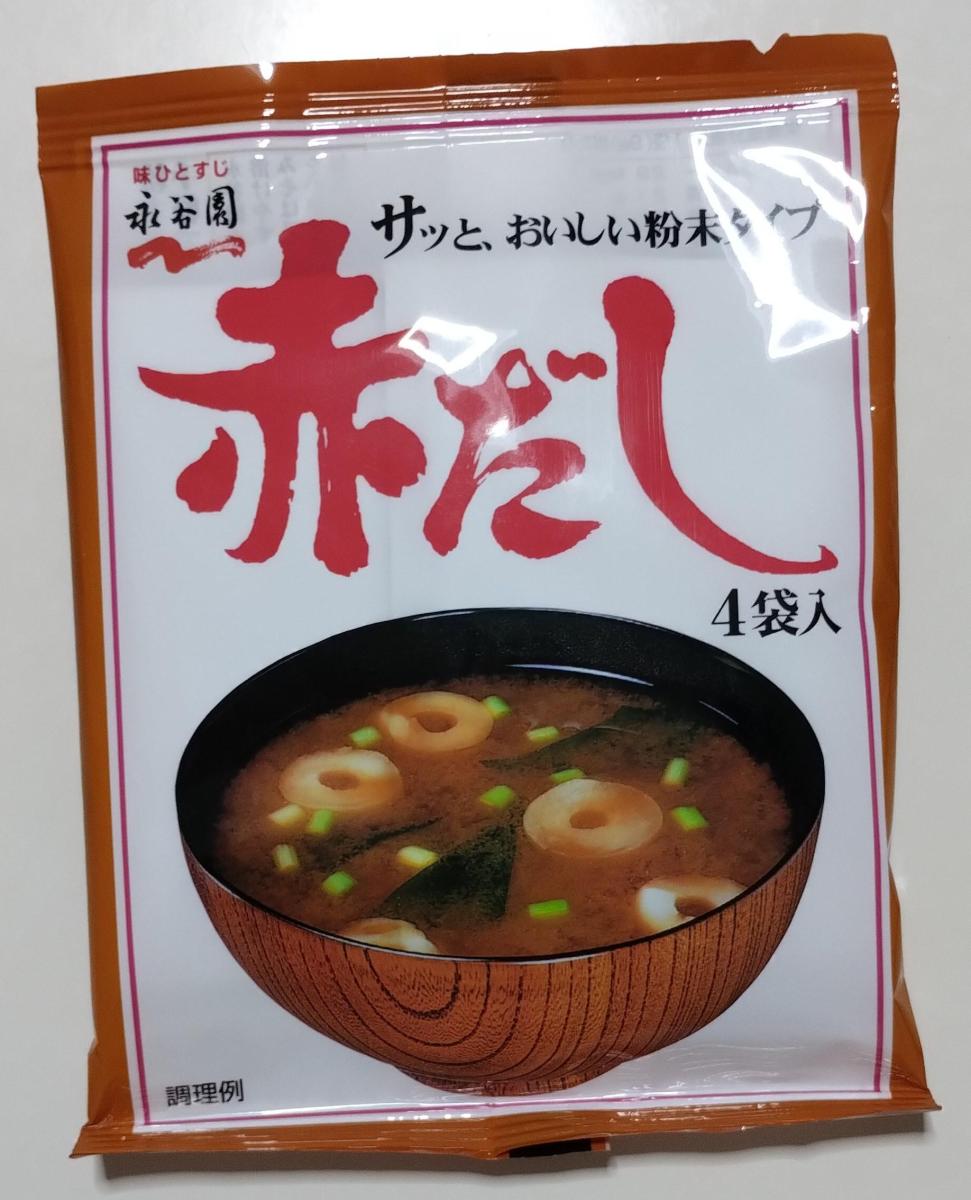 味ひとすじ
永谷園
サッと、おいしい粉末タイプ
赤だし
4袋入
調理例